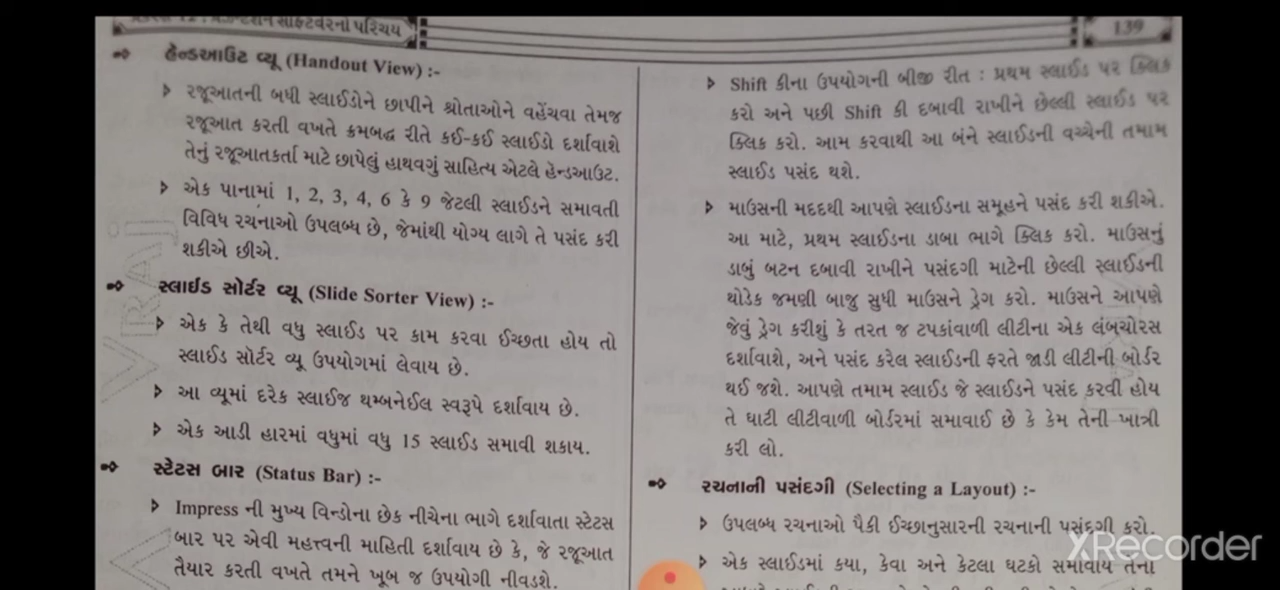 પ્રેઝન્ટેશન સોફ્ટવેરનો પરિચય
139
હેન્ડઆઉટ વ્યૂ (Handout View) :-
રજૂઆતની બધી સ્લાઈડોને છાપીને શ્રોતાઓને વહેંચવા તેમજ
રજૂઆત કરતી વખતે ક્રમબદ્ધ રીતે કઈ-કઈ સ્લાઈડો દર્શાવાશે
તેનું રજૂઆતકર્તા માટે છાપેલું હાથવગું સાહિત્ય એટલે હૅન્ડઆઉટ.
એક પાનામાં 1, 2, 3, 4, 6 કે 9 જેટલી સ્લાઈડને સમાવતી
વિવિધ રચનાઓ ઉપલબ્ધ છે, જેમાંથી યોગ્ય લાગે તે પસંદ કરી
શકીએ છીએ.
સ્લાઇડ સોર્ટર વ્યૂ (Slide Sorter View) :-
એક કે તેથી વધુ સ્લાઈડ પર કામ કરવા ઈચ્છતા હોય તો
સ્લાઈડ સૉર્ટર વ્યૂ ઉપયોગમાં લેવાય છે.
આ વ્યૂમાં દરેક સ્લાઈજ થમ્બનેઈલ સ્વરૂપે દર્શાવાય છે.
એક આડી હારમાં વધુમાં વધુ 15 સ્લાઈડ સમાવી શકાય.
સ્ટેટસ બાર (Status Bar) :-
Impress ની મુખ્ય વિન્ડોના છેક નીચેના ભાગે દર્શાવાતા સ્ટેટસ
બાર પર એવી મહત્ત્વની માહિતી દર્શાવાય છે કે, જે રજૂઆત
તૈયાર કરતી વખતે તમને ખૂબ જ ઉપયોગી નીવડશે.
Shift કીના ઉપયોગની બીજી રીત : પ્રથમ સ્લાઈડ પર ક્લિક
કરો અને પછી Shift કી દબાવી રાખીને છેલ્લી સ્લાઈડ પર
ક્લિક કરો. આમ કરવાથી આ બંને સ્લાઈડની વચ્ચેની તમામ
સ્લાઈડ પસંદ થશે.
માઉસની મદદથી આપણે સ્લાઈડના સમૂહને પસંદ કરી શકીએ.
આ માટે, પ્રથમ સ્લાઈડના ડાબા ભાગે ક્લિક કરો. માઉસનું
ડાબું બટન દબાવી રાખીને પસંદગી માટેની છેલ્લી સ્લાઈડની
થોડેક જમણી બાજુ સુધી માઉસને ડ્રેગ કરો. માઉસને આપણે
જેવું ડ્રેગ કરીશું કે તરત જ ટપકાંવાળી લીટીના એક લંબચોરસ
દર્શાવાશે, અને પસંદ કરેલ સ્લાઈડની ફરતે જાડી લીટીની બોર્ડર
થઈ જશે. આપણે તમામ સ્લાઈડ જે સ્લાઈડને પસંદ કરવી હોય
તે ઘાટી લીટીવાળી બોર્ડરમાં સમાવાઈ છે કે કેમ તેની ખાત્રી
કરી લો.
રચનાની પસંદગી (Selecting a Layout) :-
ઉપલબ્ધ રચનાઓ પૈકી ઈચ્છાનુસારની રચનાની પસંદગી કરો.
એક સ્લાઈડમાં કયા, કેવા અને કેટલા ઘટકો સમાવાય તેના
XRecorder